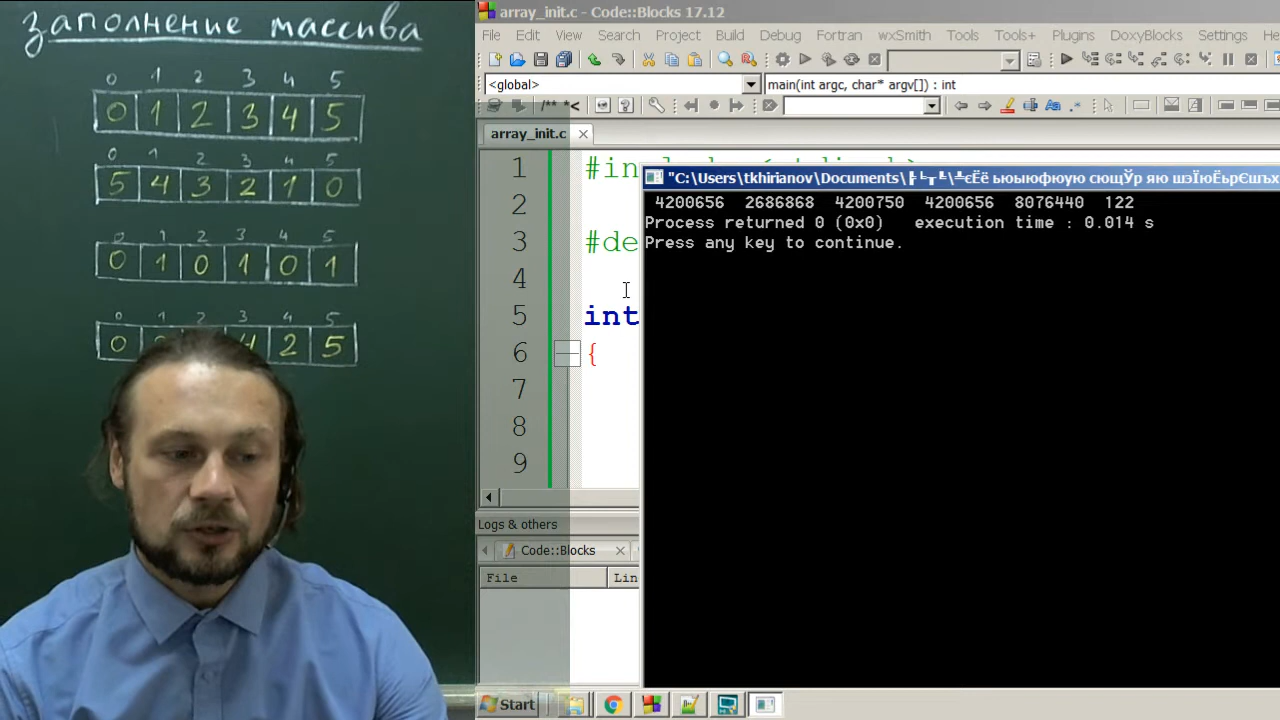 заполнение массива
0 1 2 3 4 5
0 1 2 3 4 5
0 1 2 3 4 5
5 4 3 2 1 0
0 1 2 3 4 5
0 1 0 1 0 1
0 1 2 3 4 5
0 4 2 5
array_init.c - Code::Blocks 17.12
File Edit View Search Project Build Debug Fortran wxSmith Tools Tools+ Plugins DoxyBlocks Settings
<global>
main(int argc, char* argv[]) : int
/** *<
array_init.c
1
2
3 #de
4
5 int
6 {
7
8
9
"C:\Users\tkhirianov\Documents\
4200656 2686868 4200750 4200656 8076440 122
Process returned 0 (0x0) execution time : 0.014 s
Press any key to continue.
Logs & others
Code::Blocks
File Lin
Start